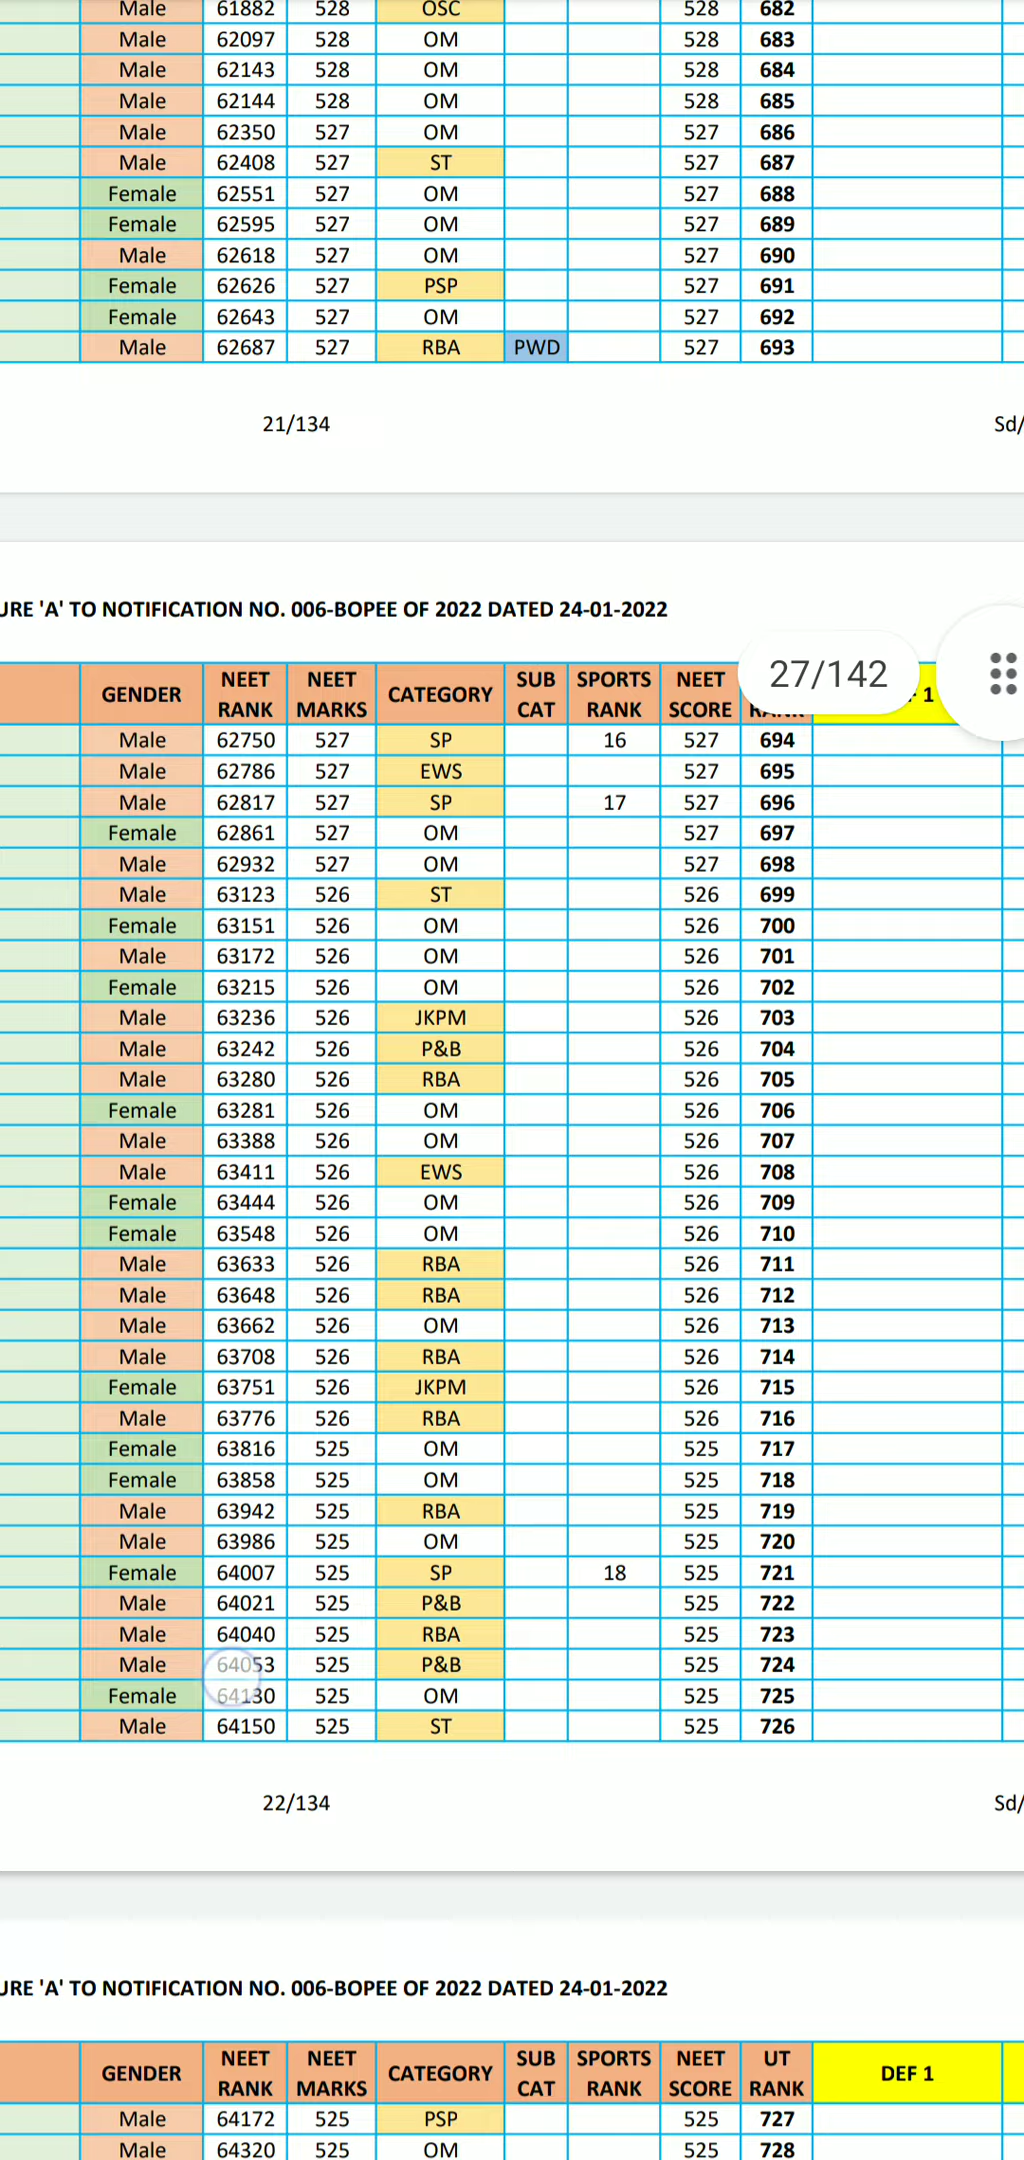 Male 61882 528 OSC 528 682
Male 62097 528 OM 528 683
Male 62143 528 OM 528 684
Male 62144 528 OM 528 685
Male 62350 527 OM 527 686
Male 62408 527 ST 527 687
Female 62551 527 OM 527 688
Female 62595 527 OM 527 689
Male 62618 527 OM 527 690
Female 62626 527 PSP 527 691
Female 62643 527 OM 527 692
Male 62687 527 RBA PWD 527 693
21/134 Sd/
URE 'A' TO NOTIFICATION NO. 006-BOPEE OF 2022 DATED 24-01-2022
27/142
GENDER NEET RANK NEET MARKS CATEGORY SUB CAT SPORTS RANK NEET SCORE RANK 1
Male 62750 527 SP 16 527 694
Male 62786 527 EWS 527 695
Male 62817 527 SP 17 527 696
Female 62861 527 OM 527 697
Male 62932 527 OM 527 698
Male 63123 526 ST 526 699
Female 63151 526 OM 526 700
Male 63172 526 OM 526 701
Female 63215 526 OM 526 702
Male 63236 526 JKPM 526 703
Male 63242 526 P&B 526 704
Male 63280 526 RBA 526 705
Female 63281 526 OM 526 706
Male 63388 526 OM 526 707
Male 63411 526 EWS 526 708
Female 63444 526 OM 526 709
Female 63548 526 OM 526 710
Male 63633 526 RBA 526 711
Male 63648 526 RBA 526 712
Male 63662 526 OM 526 713
Male 63708 526 RBA 526 714
Female 63751 526 JKPM 526 715
Male 63776 526 RBA 526 716
Female 63816 525 OM 525 717
Female 63858 525 OM 525 718
Male 63942 525 RBA 525 719
Male 63986 525 OM 525 720
Female 64007 525 SP 18 525 721
Male 64021 525 P&B 525 722
Male 64040 525 RBA 525 723
Male 64053 525 P&B 525 724
Female 64130 525 OM 525 725
Male 64150 525 ST 525 726
22/134 Sd/
URE 'A' TO NOTIFICATION NO. 006-BOPEE OF 2022 DATED 24-01-2022
GENDER NEET RANK NEET MARKS CATEGORY SUB CAT SPORTS RANK NEET SCORE UT RANK DEF 1
Male 64172 525 PSP 525 727
Male 64320 525 OM 525 728